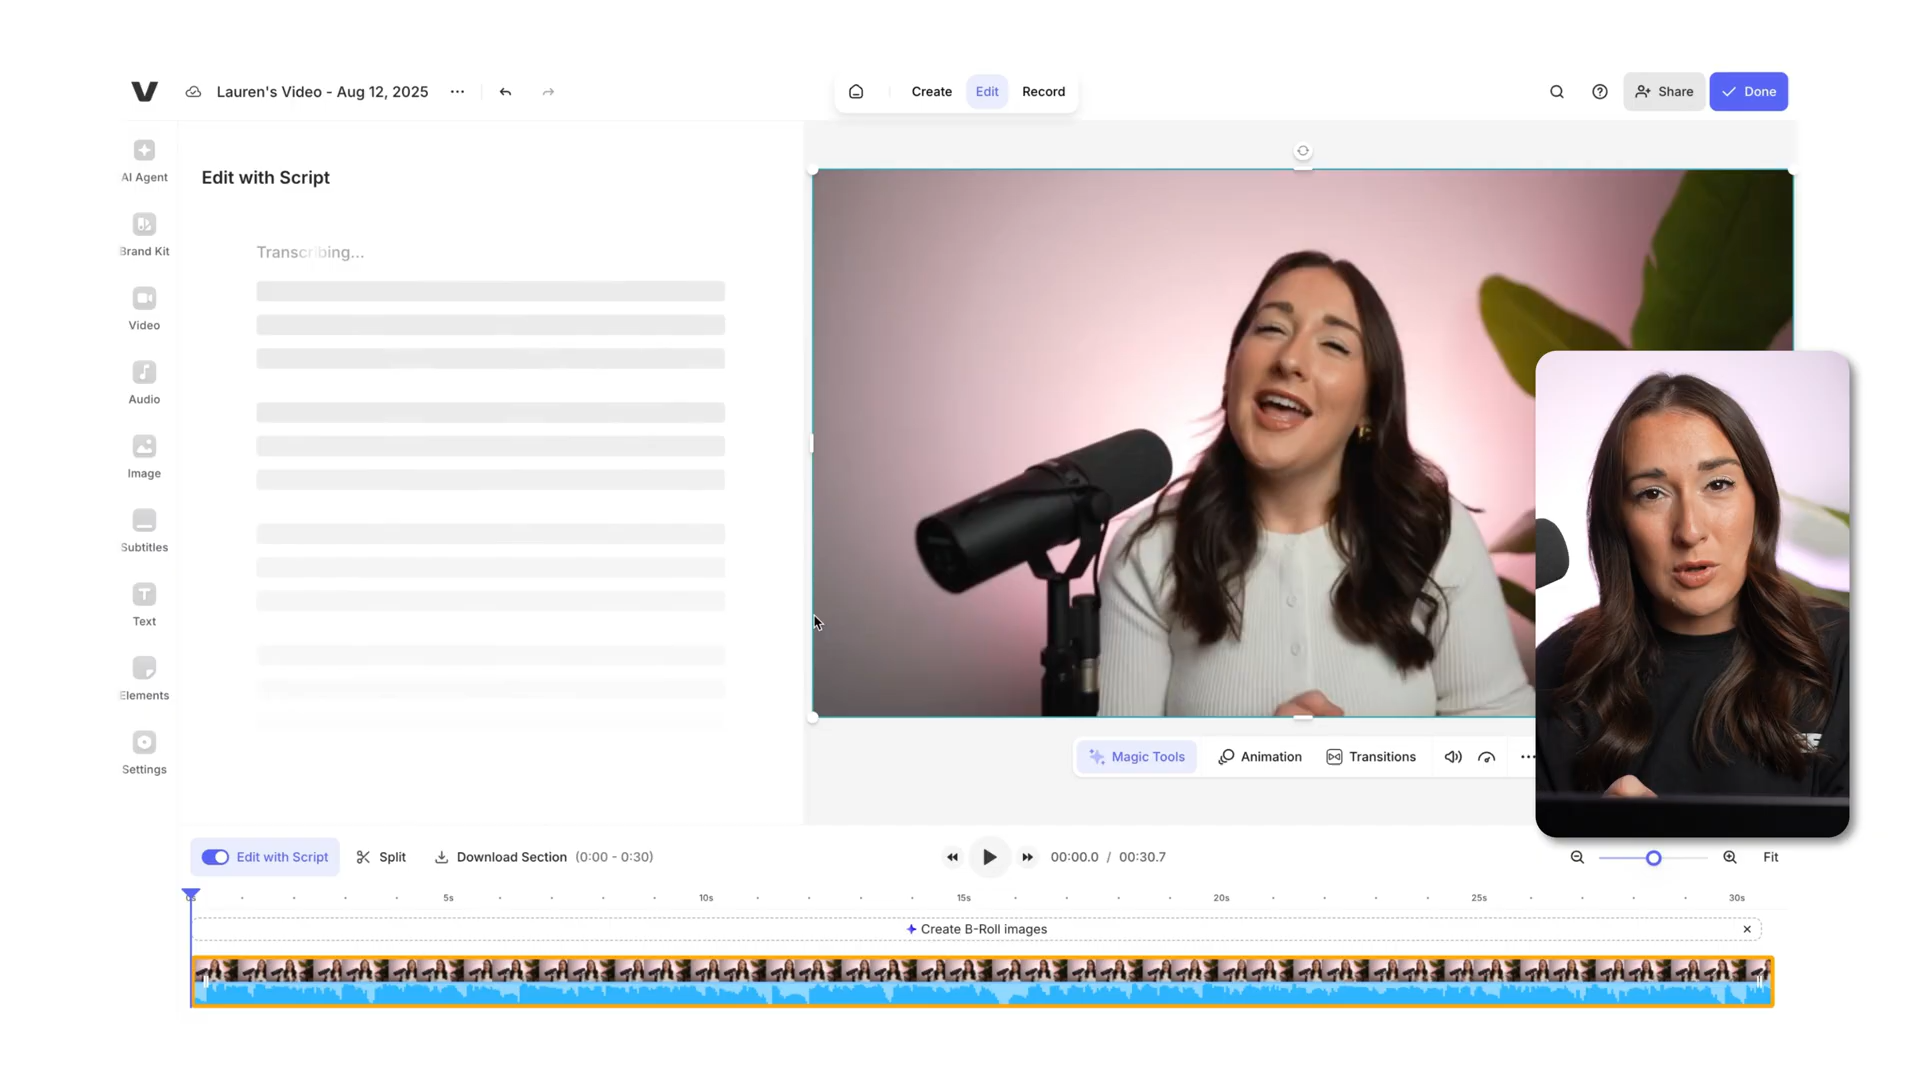 V
Lauren's Video - Aug 12, 2025
Create
Edit
Record
Share
Done
AI Agent
Brand Kit
Video
Audio
Image
Subtitles
Text
Elements
Settings
Edit with Script
Transcribing...
Magic Tools
Animation
Transitions
Edit with Script
Split
Download Section (0:00 - 0:30)
00:00.0 / 00:30.7
Fit
5s
10s
15s
20s
25s
30s
Create B-Roll images